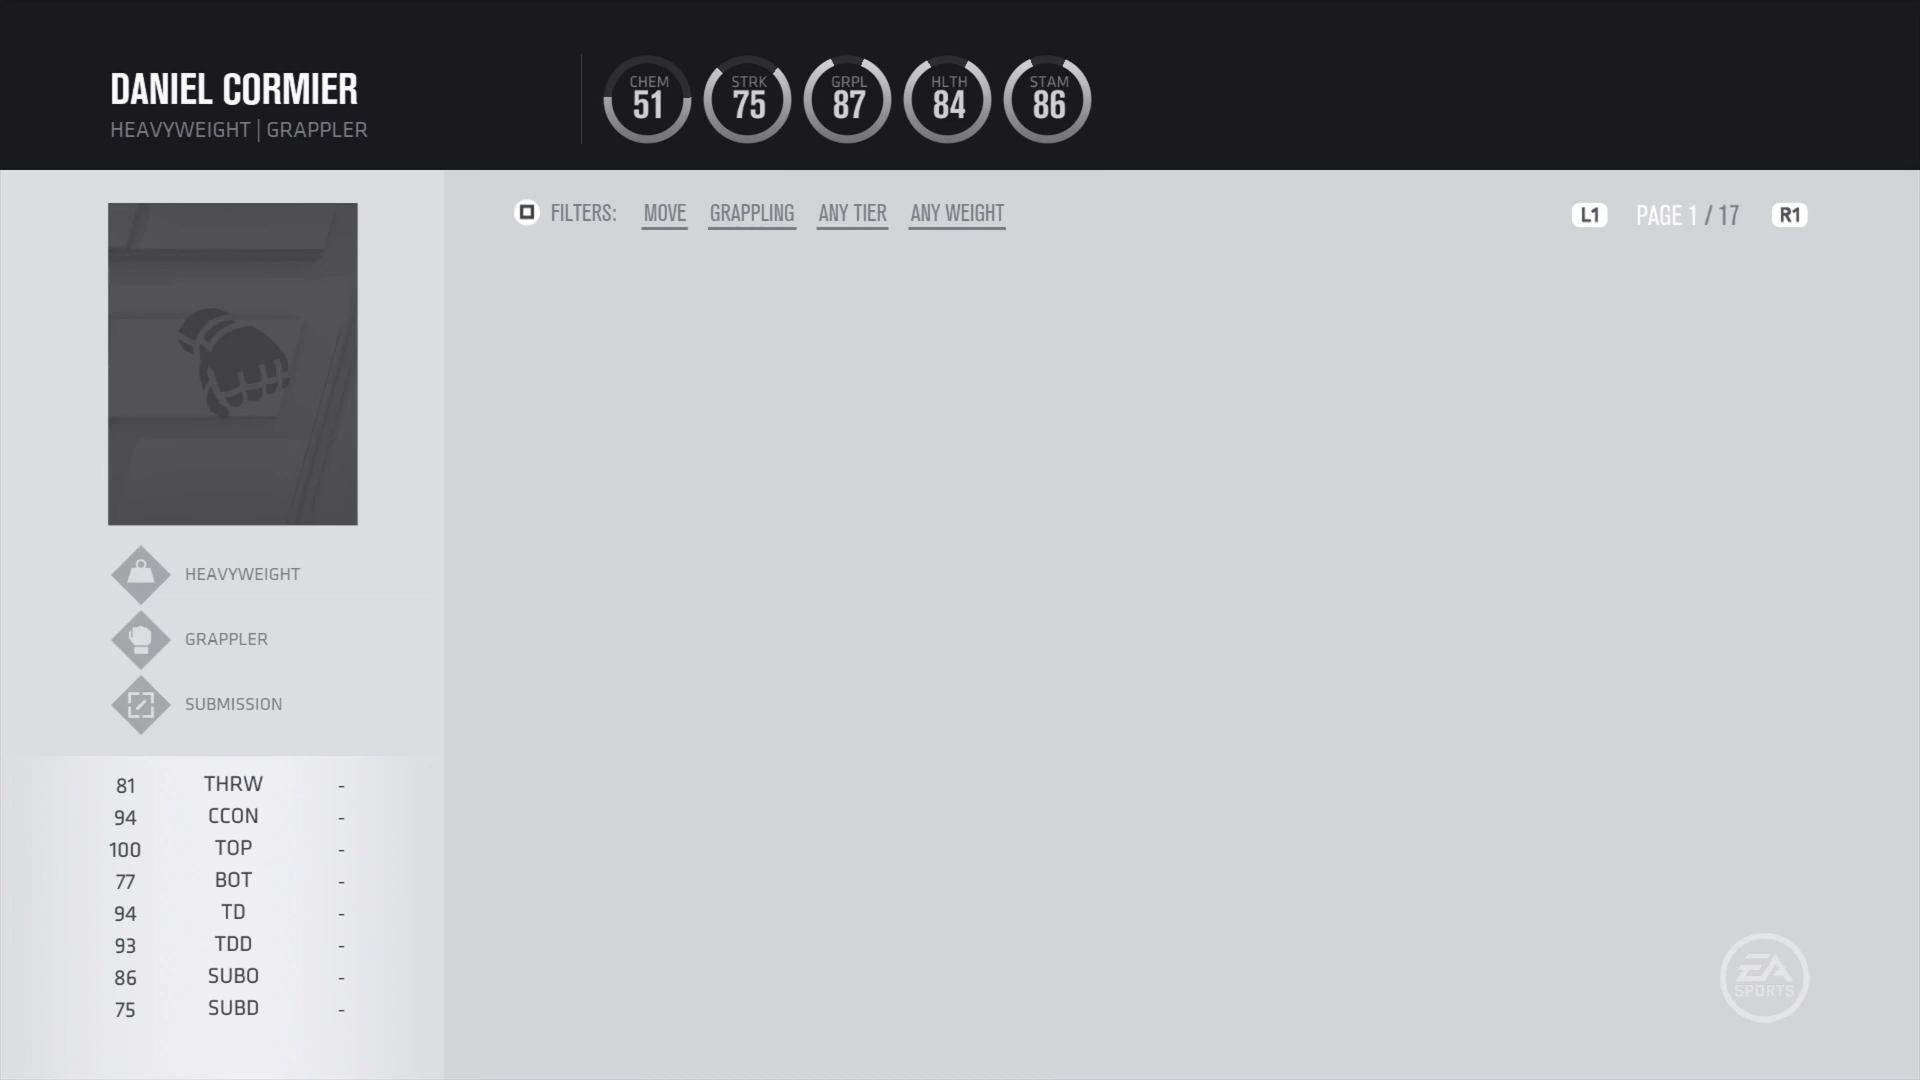 DANIEL CORMIER
HEAVYWEIGHT | GRAPPLER
CHEM 51
STRK 75
GRPL 87
HLTH 84
STAM 86
FILTERS: MOVE GRAPPLING ANY TIER ANY WEIGHT
L1 PAGE 1 / 17 R1
HEAVYWEIGHT
GRAPPLER
SUBMISSION
81 THRW -
94 CCON -
100 TOP -
77 BOT -
94 TD -
93 TDD -
86 SUBO -
75 SUBD -
EA
SPORTS